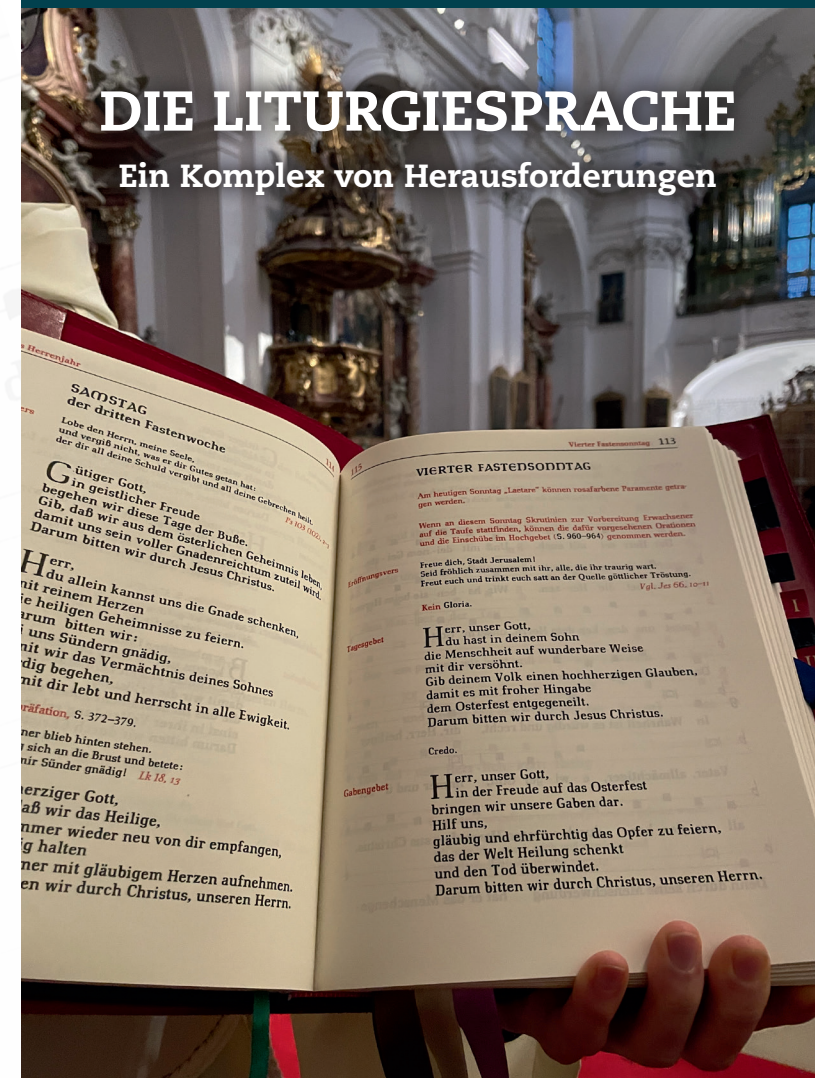 DIE LITURGIESPRACHE
Ein Komplex von Herausforderungen
Herrenjahr
114
SAMSTAG
der dritten Fastenwoche
Lobe den Herrn, meine Seele,
und vergiß nicht, was er dir Gutes getan hat:
der dir all deine Schuld vergibt und all deine Gebrechen heilt.
Ps 103 (102), 2-3
Gütiger Gott,
in geistlicher Freude
begehen wir diese Tage der Buße.
Gib, daß wir aus dem österlichen Geheimnis leben,
damit uns sein voller Gnadenreichtum zuteil wird.
Darum bitten wir durch Jesus Christus.
Herr,
du allein kannst uns die Gnade schenken,
mit reinem Herzen
heiligen Geheimnisse zu feiern.
bitten wir:
uns Sündern gnädig,
wir das Vermächtnis deines Sohnes
begehen,
mit dir lebt und herrscht in alle Ewigkeit.
S. 372–379.
blieb hinten stehen.
sich an die Brust und betete:
mir Sünder gnädig! Lk 18, 13
Gott,
wir das Heilige,
wieder neu von dir empfangen,
halten
mit gläubigem Herzen aufnehmen.
wir durch Christus, unseren Herrn.
115
Vierter Fastensonntag 113
VIERTER FASTENSONNTAG
Am heutigen Sonntag „Laetare“ können rosafarbene Paramente getra-
gen werden.
Wenn an diesem Sonntag Skrutinien zur Vorbereitung Erwachsener
auf die Taufe stattfinden, können die dafür vorgesehenen Orationen
und die Einschübe im Hochgebet (S. 960–964) genommen werden.
Eröffnungsvers
Freue dich, Stadt Jerusalem!
Seid fröhlich zusammen mit ihr, alle, die ihr traurig wart.
Freut euch und trinkt euch satt an der Quelle göttlicher Tröstung.
Vgl. Jes 66, 10-11
Kein Gloria.
Tagesgebet
Herr, unser Gott,
du hast in deinem Sohn
die Menschheit auf wunderbare Weise
mit dir versöhnt.
Gib deinem Volk einen hochherzigen Glauben,
damit es mit froher Hingabe
dem Osterfest entgegeneilt.
Darum bitten wir durch Jesus Christus.
Credo.
Gabengebet
Herr, unser Gott,
in der Freude auf das Osterfest
bringen wir unsere Gaben dar.
Hilf uns,
gläubig und ehrfürchtig das Opfer zu feiern,
das der Welt Heilung schenkt
und den Tod überwindet.
Darum bitten wir durch Christus, unseren Herrn.
I